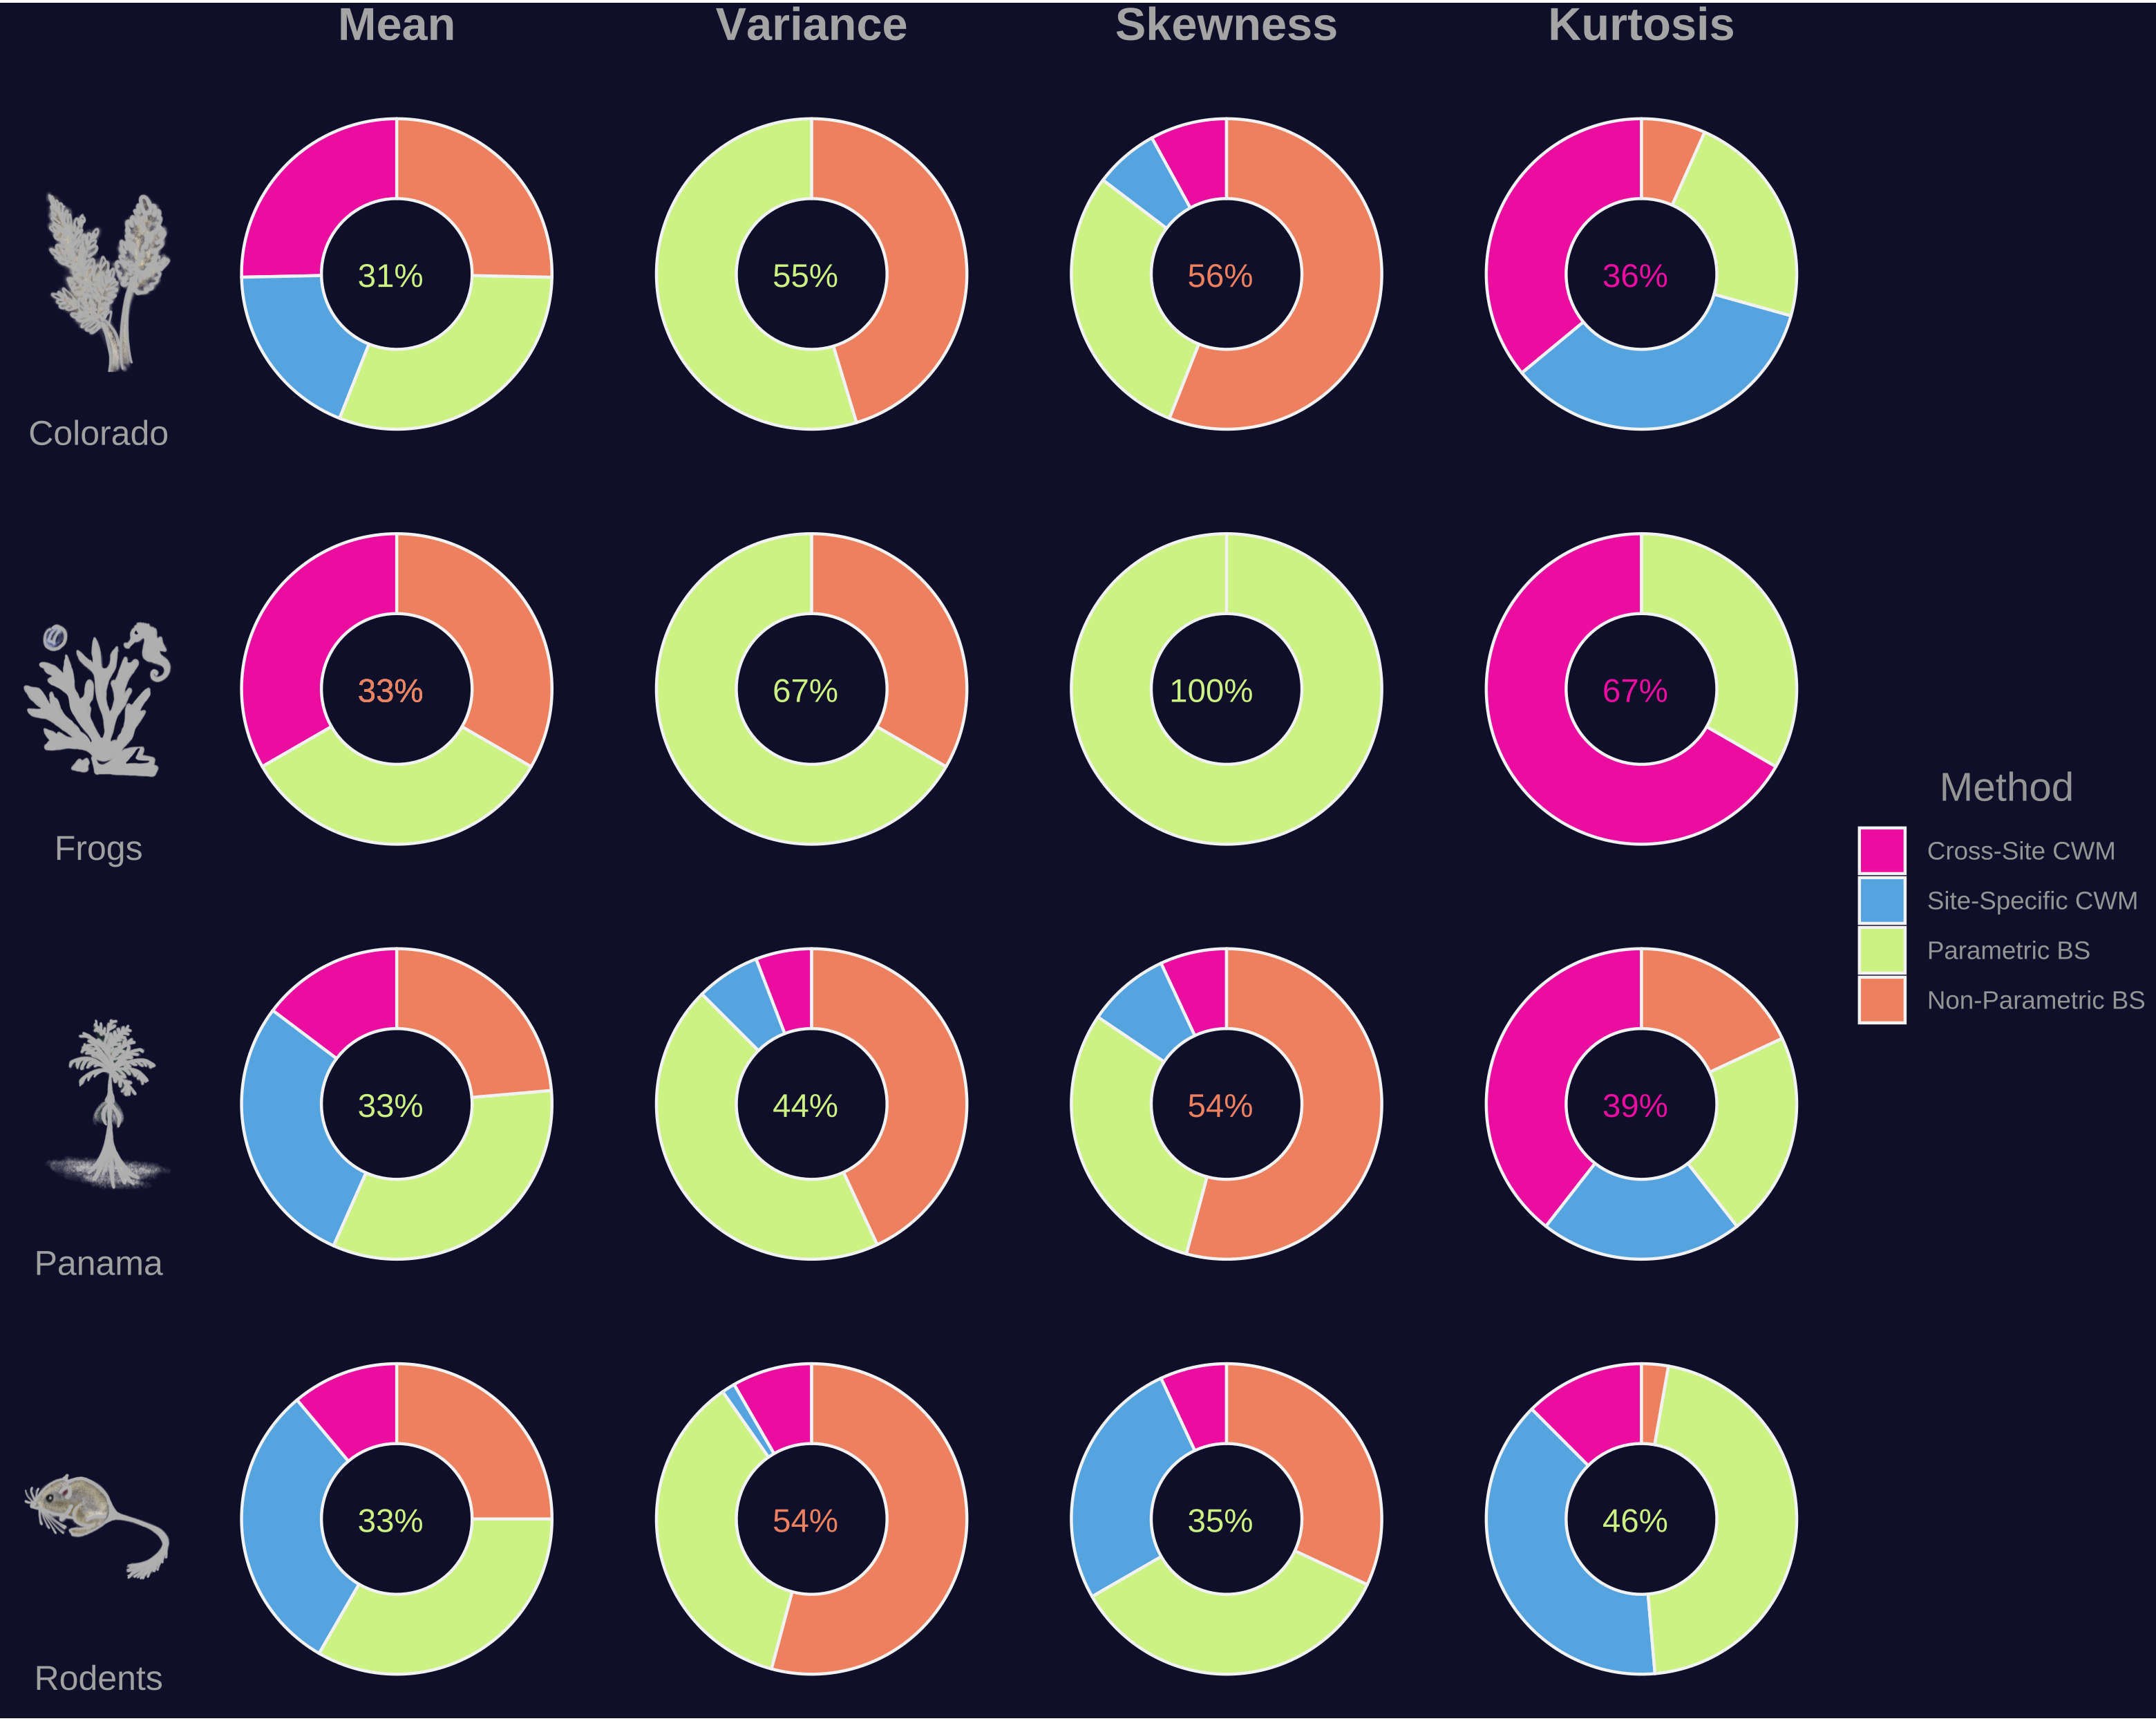 Mean Variance Skewness Kurtosis
31% 55% 56% 36%
Colorado
33% 67% 100% 67%
Frogs
Method
Cross-Site CWM
Site-Specific CWM
Parametric BS
Non-Parametric BS
33% 44% 54% 39%
Panama
33% 54% 35% 46%
Rodents